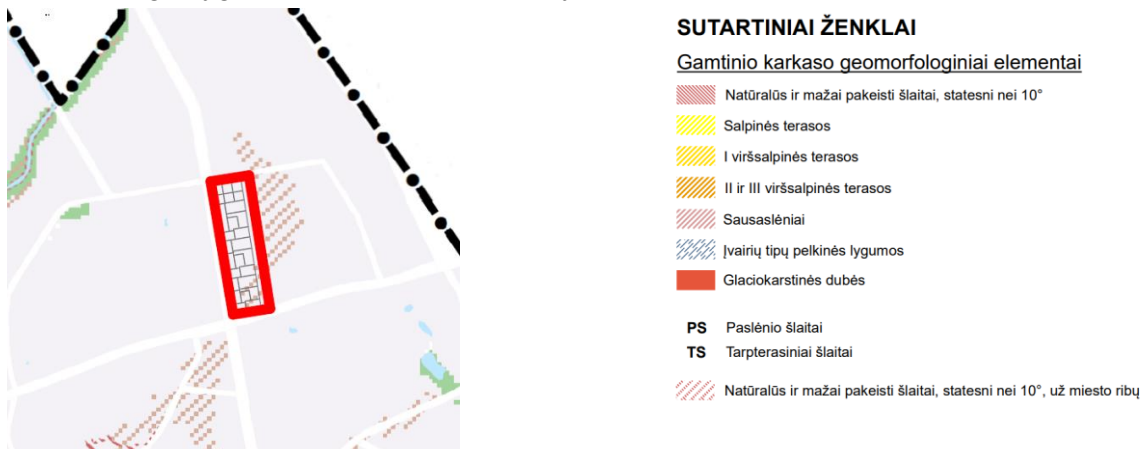 SUTARTINIAI ŽENKLAI
Gamtinio karkaso geomorfologiniai elementai
Natūralūs ir mažai pakeisti šlaitai, statesni nei 10°
Salpinės terasos
I viršsalpinės terasos
II ir III viršsalpinės terasos
Sausaslėniai
Įvairių tipų pelkinės lygumos
Glaciokarstinės dubės
PS Paslėnio šlaitai
TS Tarpterasiniai šlaitai
Natūralūs ir mažai pakeisti šlaitai, statesni nei 10°, už miesto ribų